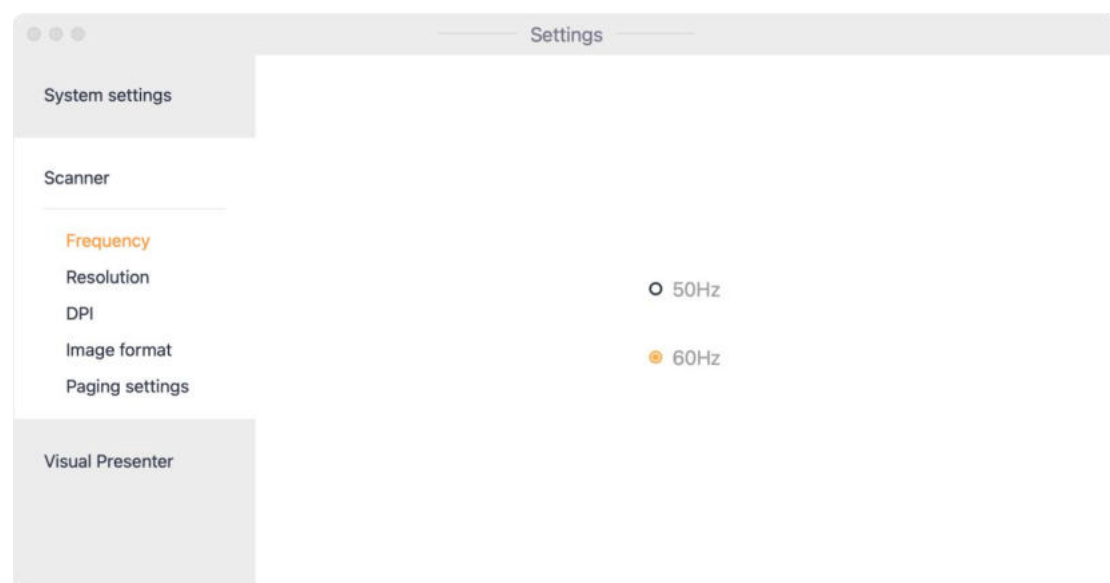 Settings
System settings
Scanner
Frequency
Resolution
DPI
Image format
Paging settings
Visual Presenter
50Hz
60Hz